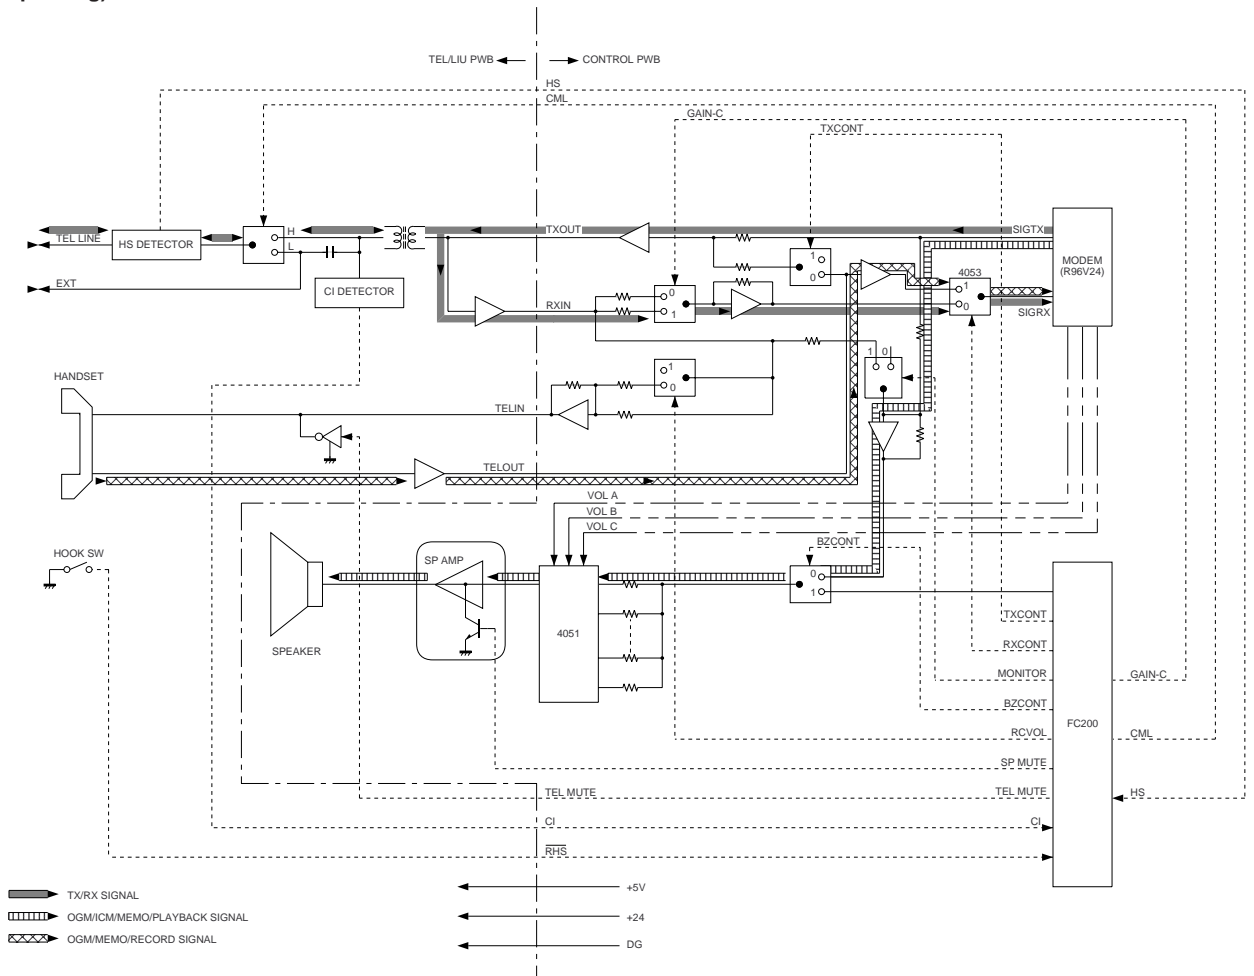 TEL/LIU PWB
CONTROL PWB
HS
CML
GAIN-C
TXCONT
H
L
TEL LINE
HS DETECTOR
TXOUT
SIGTX
1
0
MODEM
(R96V24)
4053
1
0
EXT
CI DETECTOR
RXIN
0
1
SIGRX
1 0
HANDSET
1
0
TELIN
TELOUT
VOL A
VOL B
VOL C
HOOK SW
BZCONT
SP AMP
0
1
SPEAKER
4051
TXCONT
RXCONT
MONITOR
GAIN-C
BZCONT
RCVOL
FC200
CML
SP MUTE
TEL MUTE
TEL MUTE
HS
CI
CI
RHS
TX/RX SIGNAL
+5V
OGM/ICM/MEMO/PLAYBACK SIGNAL
+24
OGM/MEMO/RECORD SIGNAL
DG